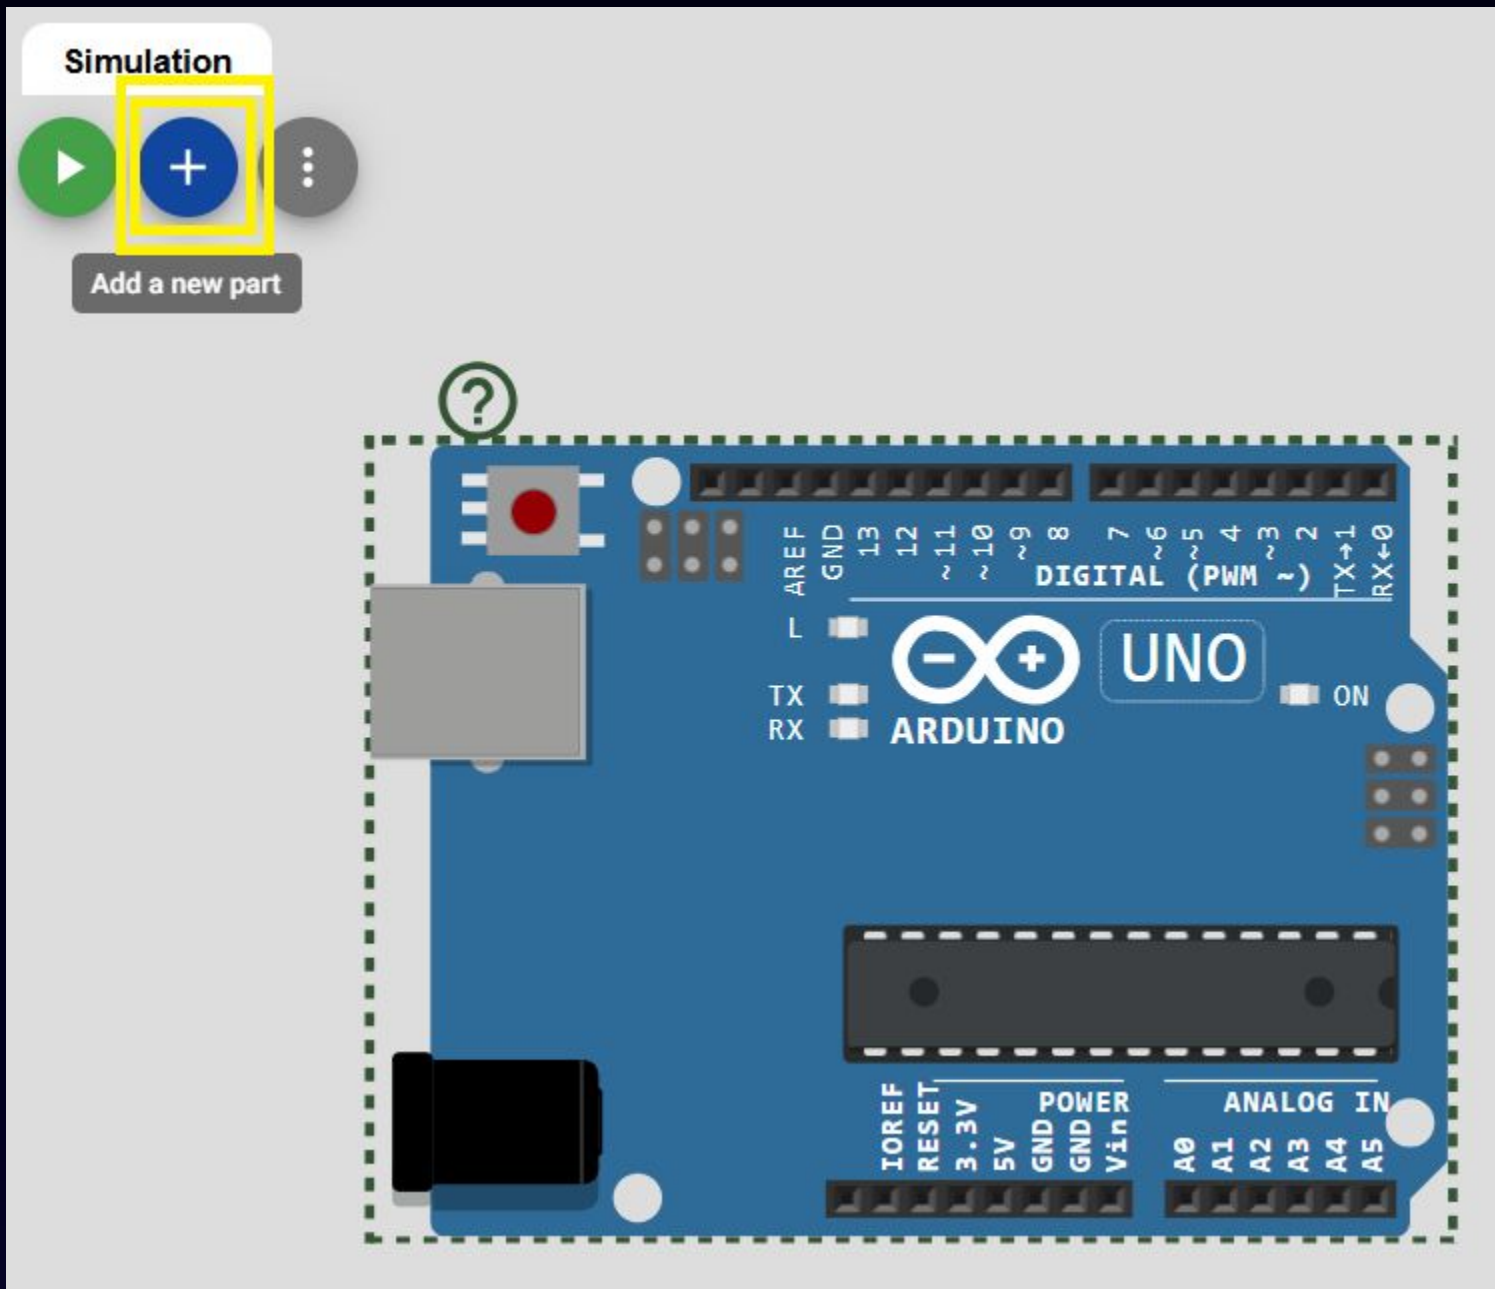 Simulation
Add a new part
?
AREF
GND
13
12
~11
~10
~9
8
7
~6
~5
4
~3
2
TX→1
RX←0
DIGITAL (PWM ~)
L
UNO
TX
ON
RX
ARDUINO
POWER
ANALOG IN
IOREF
RESET
3.3V
5V
GND
GND
Vin
A0
A1
A2
A3
A4
A5